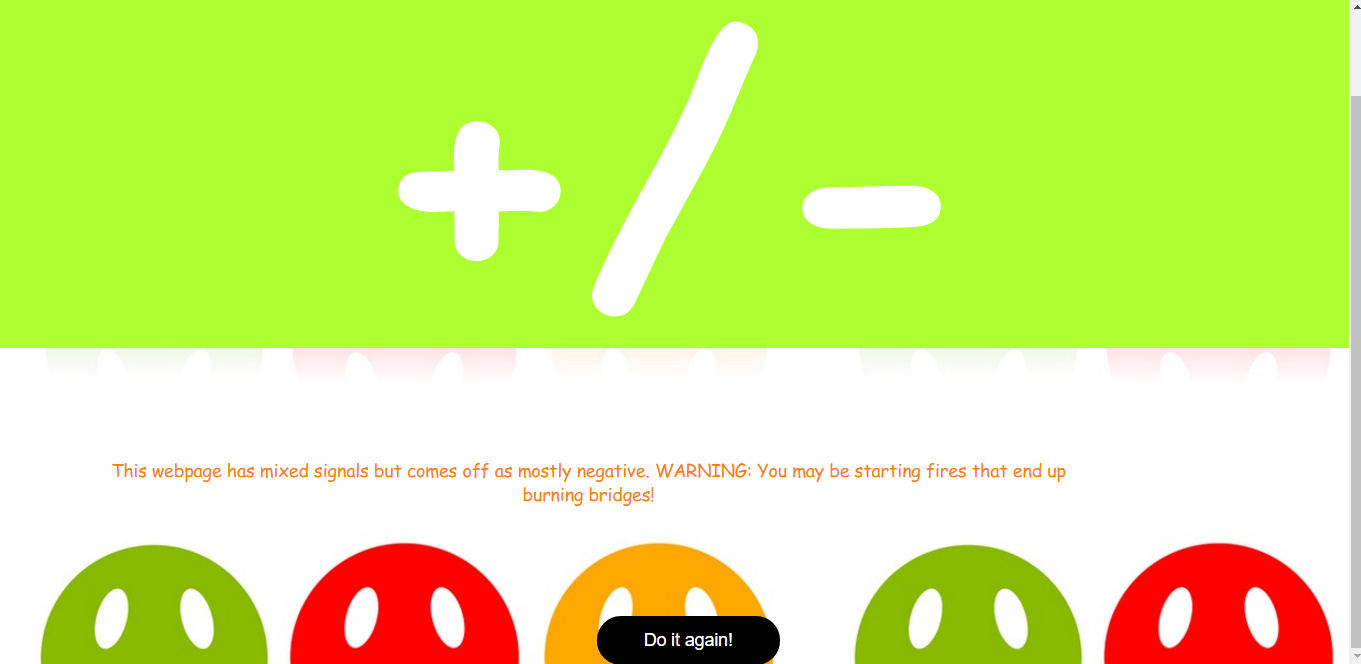 +/-
This webpage has mixed signals but comes off as mostly negative. WARNING: You may be starting fires that end up
burning bridges!
Do it again!